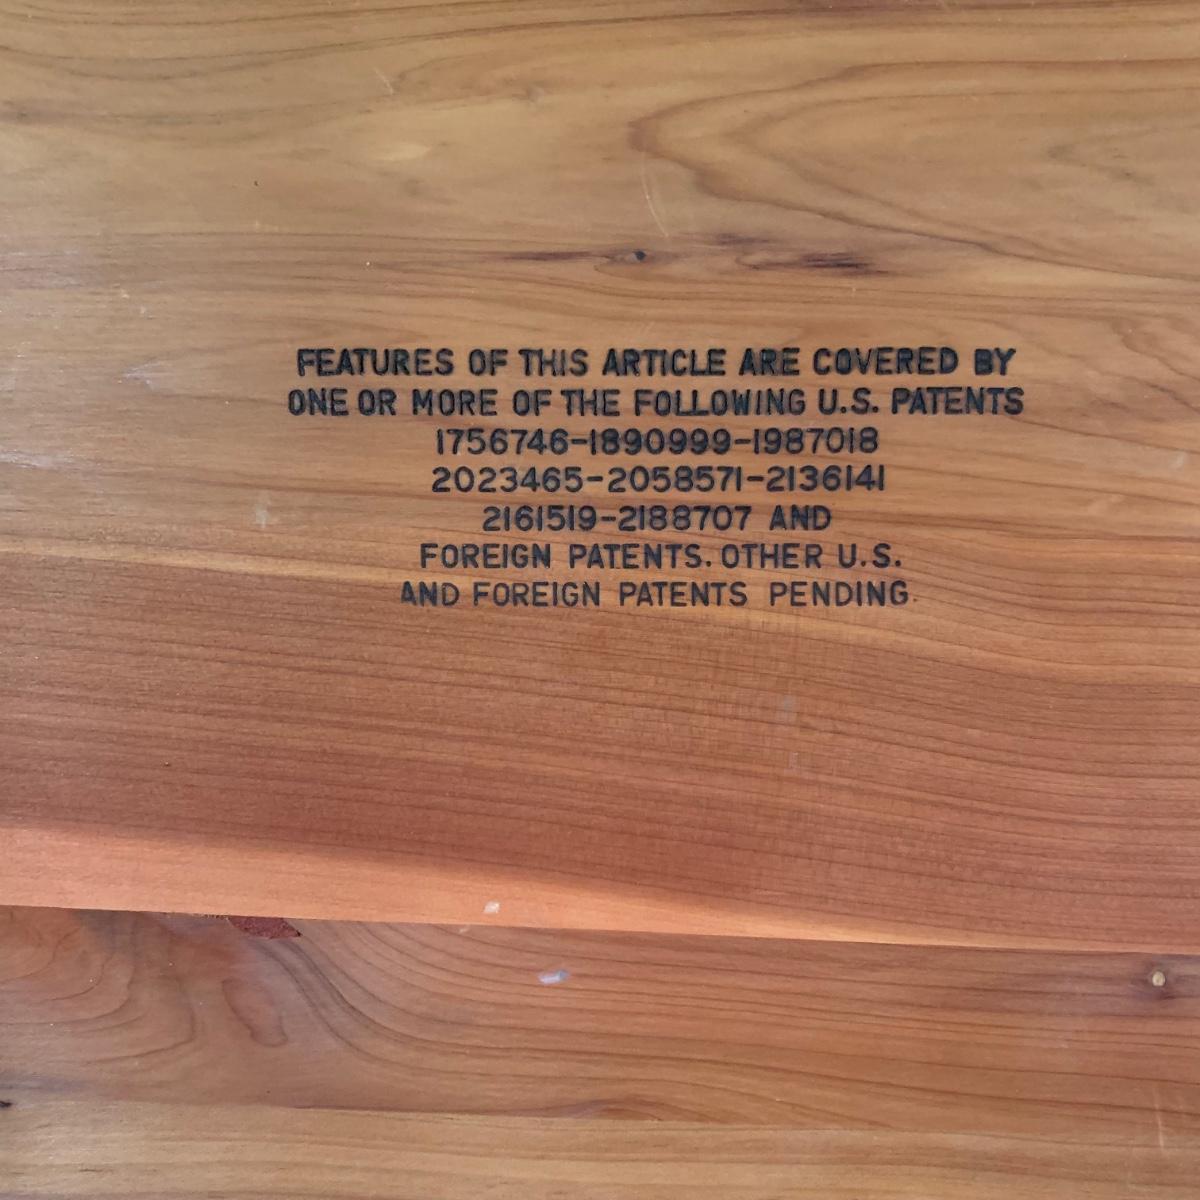 FEATURES OF THIS ARTICLE ARE COVERED BY
ONE OR MORE OF THE FOLLOWING U.S. PATENTS
1756746-1890999-1987018
2023465-2058571-2136141
2161519-2188707 AND
FOREIGN PATENTS. OTHER U.S.
AND FOREIGN PATENTS PENDING.